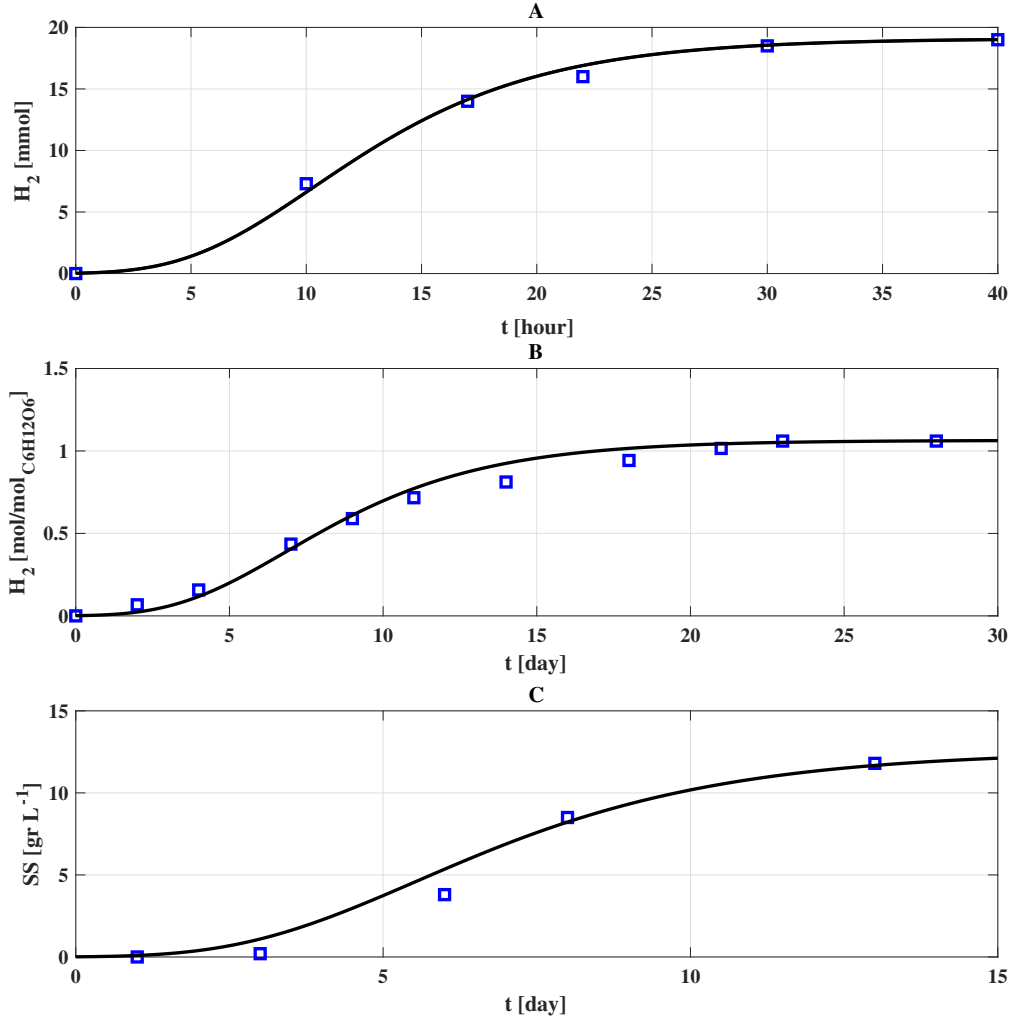 A
20
15
10
5
0
H2 [mmol]
0 5 10 15 20 25 30 35 40
t [hour]
B
1.5
1
0.5
0
H2 [mol/molC6H12O6]
0 5 10 15 20 25 30
t [day]
C
15
10
5
0
SS [gr L-1]
0 5 10 15
t [day]